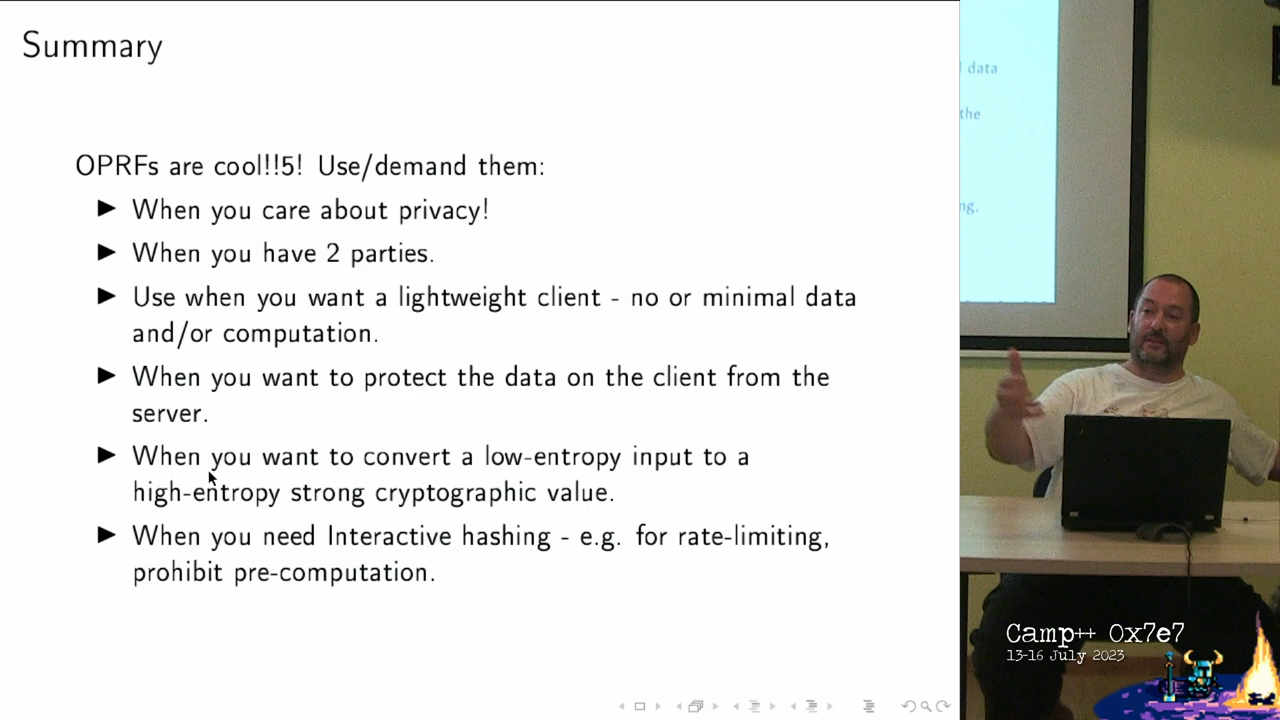 Summary
OPRFs are cool!!5! Use/demand them:
When you care about privacy!
When you have 2 parties.
Use when you want a lightweight client - no or minimal data
and/or computation.
When you want to protect the data on the client from the
server.
When you want to convert a low-entropy input to a
high-entropy strong cryptographic value.
When you need Interactive hashing - e.g. for rate-limiting,
prohibit pre-computation.
data
the
ng,
Camp++ 0x7e7
13-16 July 2023